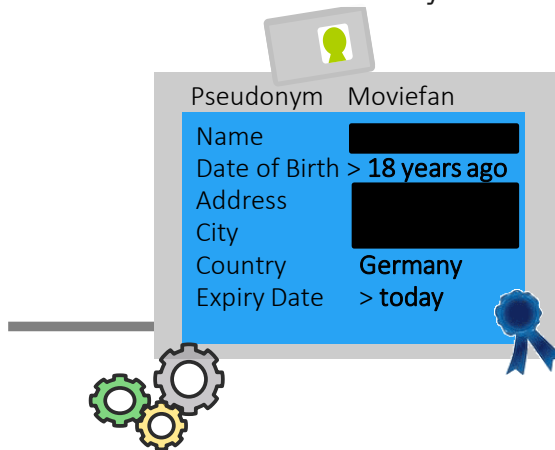 Pseudonym Moviefan
Name
Date of Birth > 18 years ago
Address
City
Country Germany
Expiry Date > today